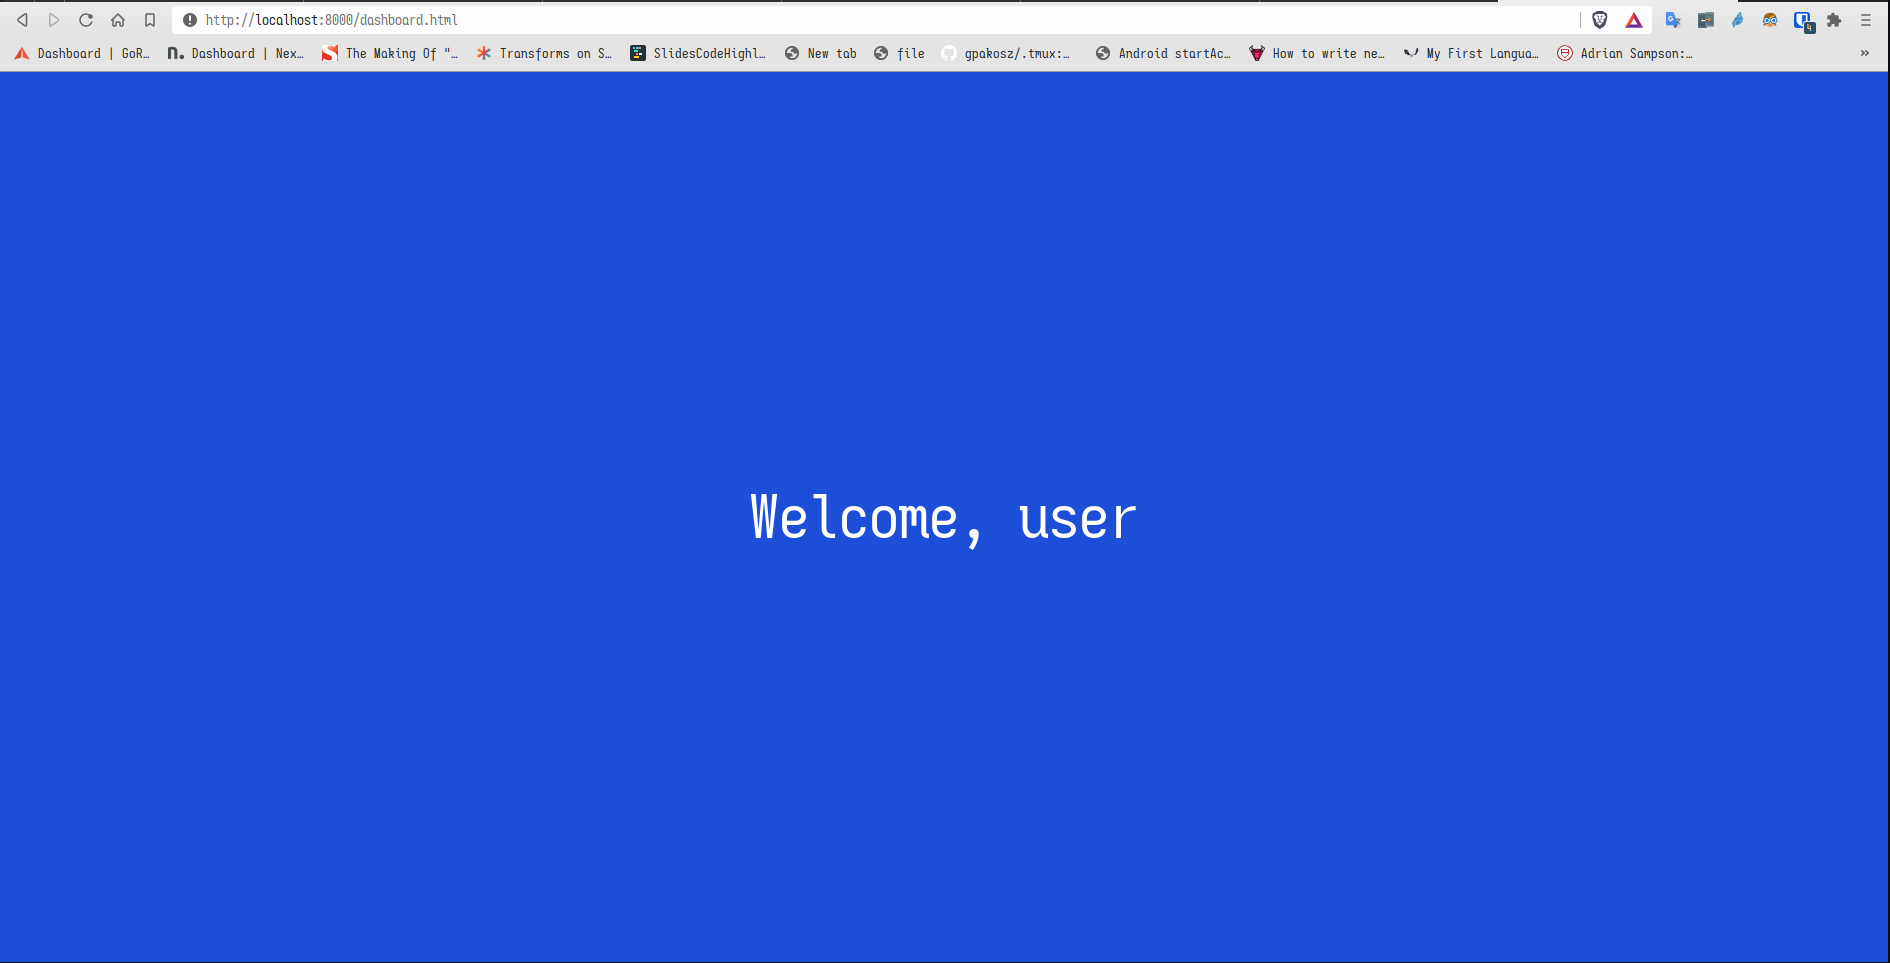 http://localhost:8000/dashboard.html
Dashboard | GoR… n. Dashboard | Nex… The Making Of "… Transforms on S… SlidesCodeHighl… New tab file gpakosz/.tmux:… Android startAc… How to write ne… My First Langua… Adrian Sampson:… »
4
Welcome, user